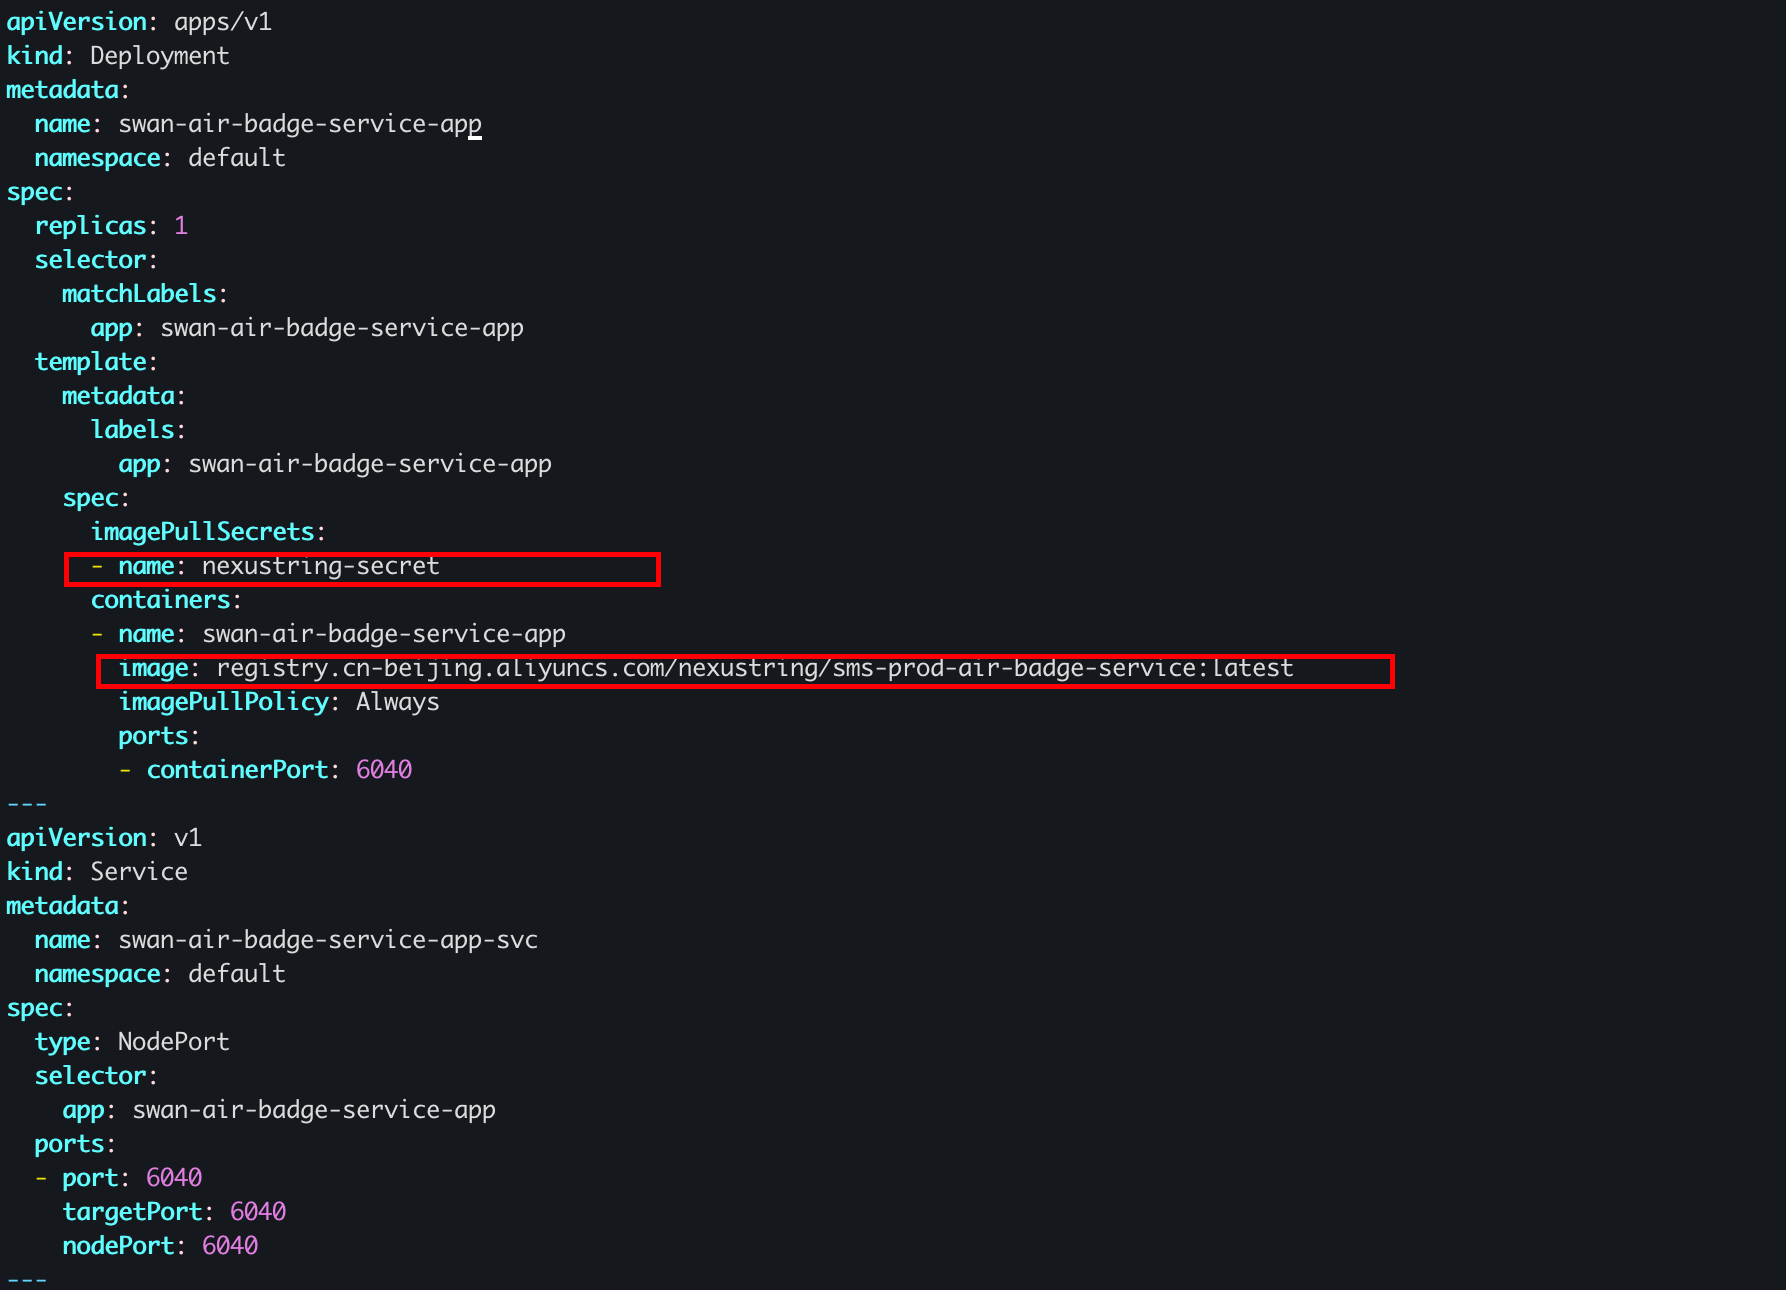 apiVersion: apps/v1
kind: Deployment
metadata:
  name: swan-air-badge-service-app
  namespace: default
spec:
  replicas: 1
  selector:
    matchLabels:
      app: swan-air-badge-service-app
  template:
    metadata:
      labels:
        app: swan-air-badge-service-app
    spec:
      imagePullSecrets:
      - name: nexustring-secret
      containers:
      - name: swan-air-badge-service-app
        image: registry.cn-beijing.aliyuncs.com/nexustring/sms-prod-air-badge-service:latest
        imagePullPolicy: Always
        ports:
        - containerPort: 6040
---
apiVersion: v1
kind: Service
metadata:
  name: swan-air-badge-service-app-svc
  namespace: default
spec:
  type: NodePort
  selector:
    app: swan-air-badge-service-app
  ports:
  - port: 6040
    targetPort: 6040
    nodePort: 6040
---